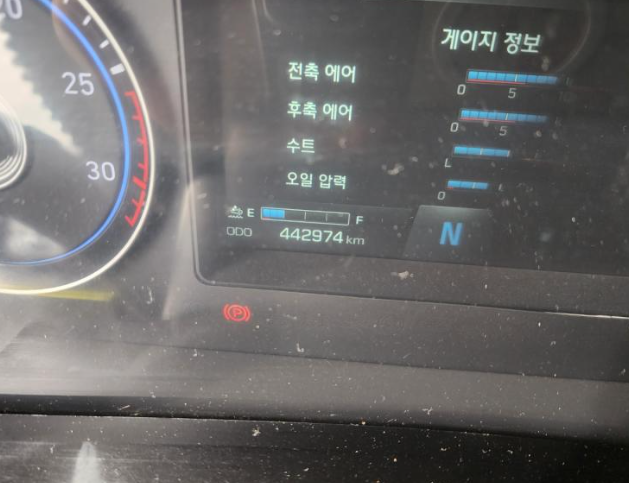 20
25
30
게이지 정보
전축 에어
0 5
후축 에어
0 5
수트
L
오일 압력
0
E F
ODO 442974 km
N
P